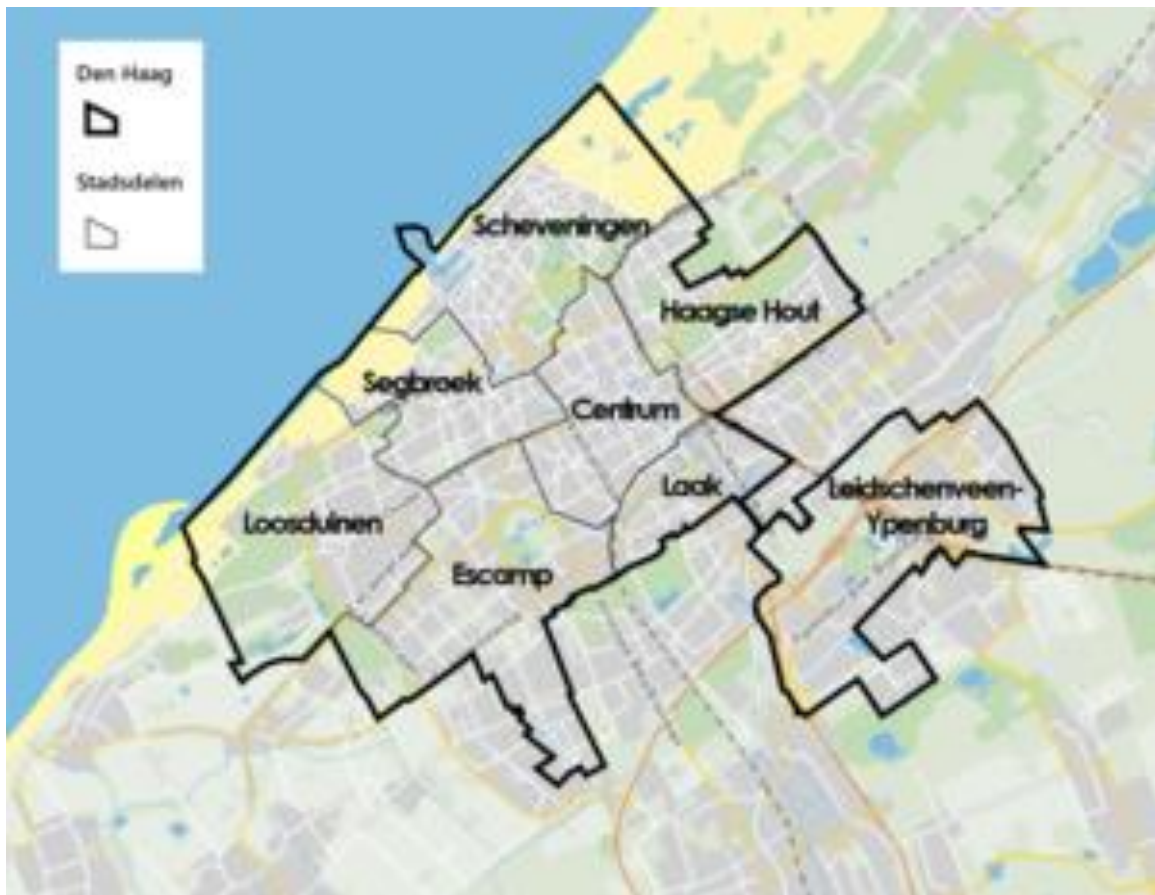 Den Haag
Stadsdelen
Scheveningen
Haagse Hout
Segbroek
Centrum
Laak
Leidschenveen-
Ypenburg
Loosduinen
Escamp